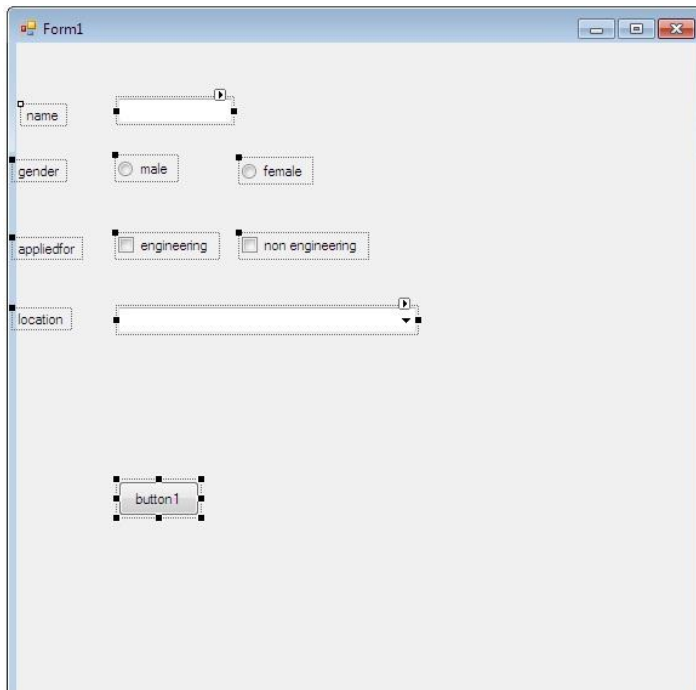 Form1
name
gender male female
appliedfor engineering non engineering
location
button1